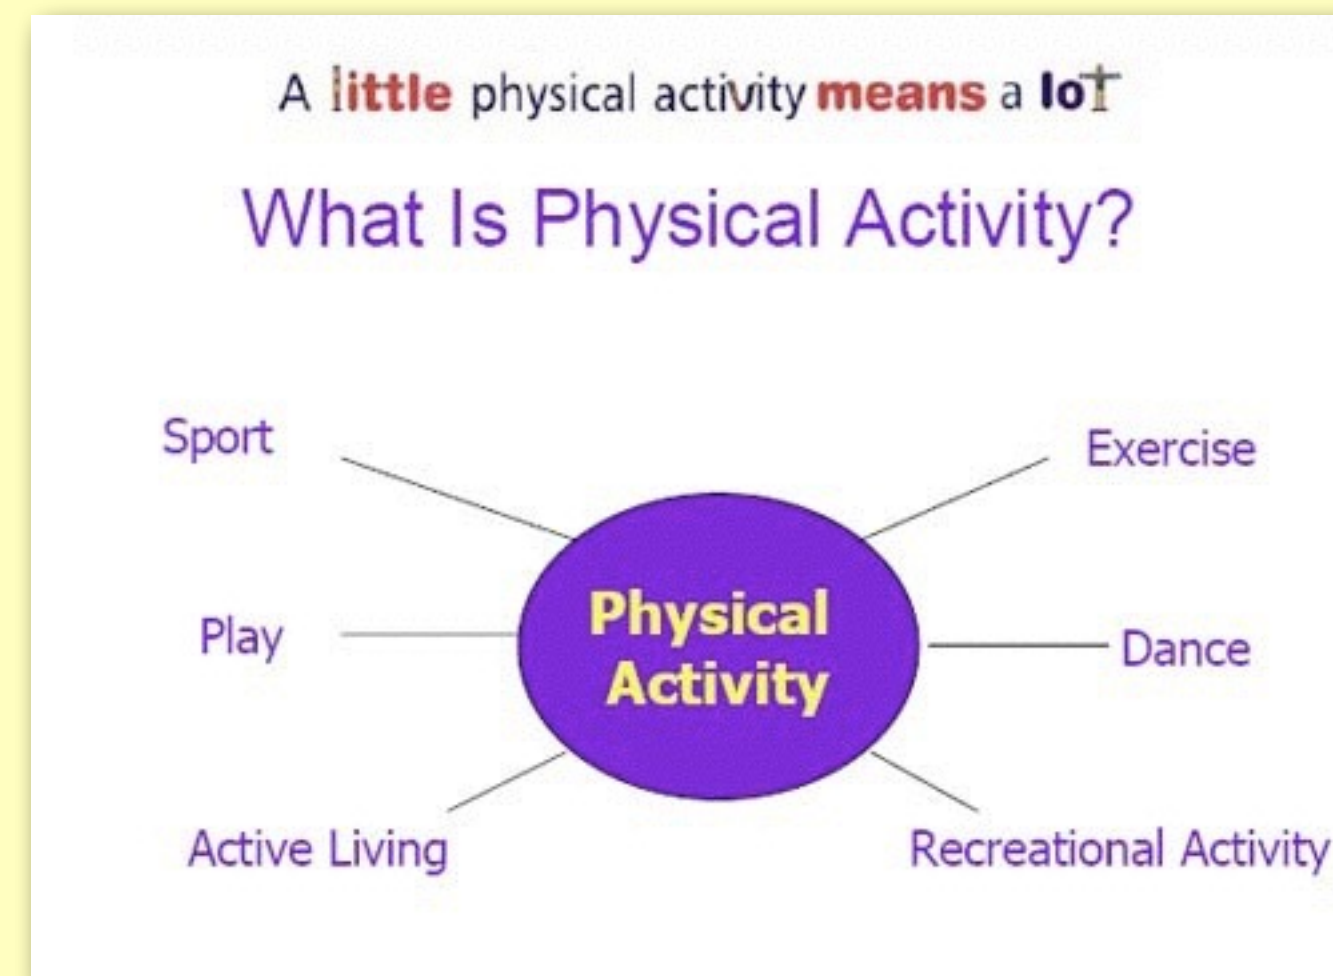 A little physical activity means a lot
What Is Physical Activity?
Sport
Exercise
Physical
Activity
Play
Dance
Active Living
Recreational Activity